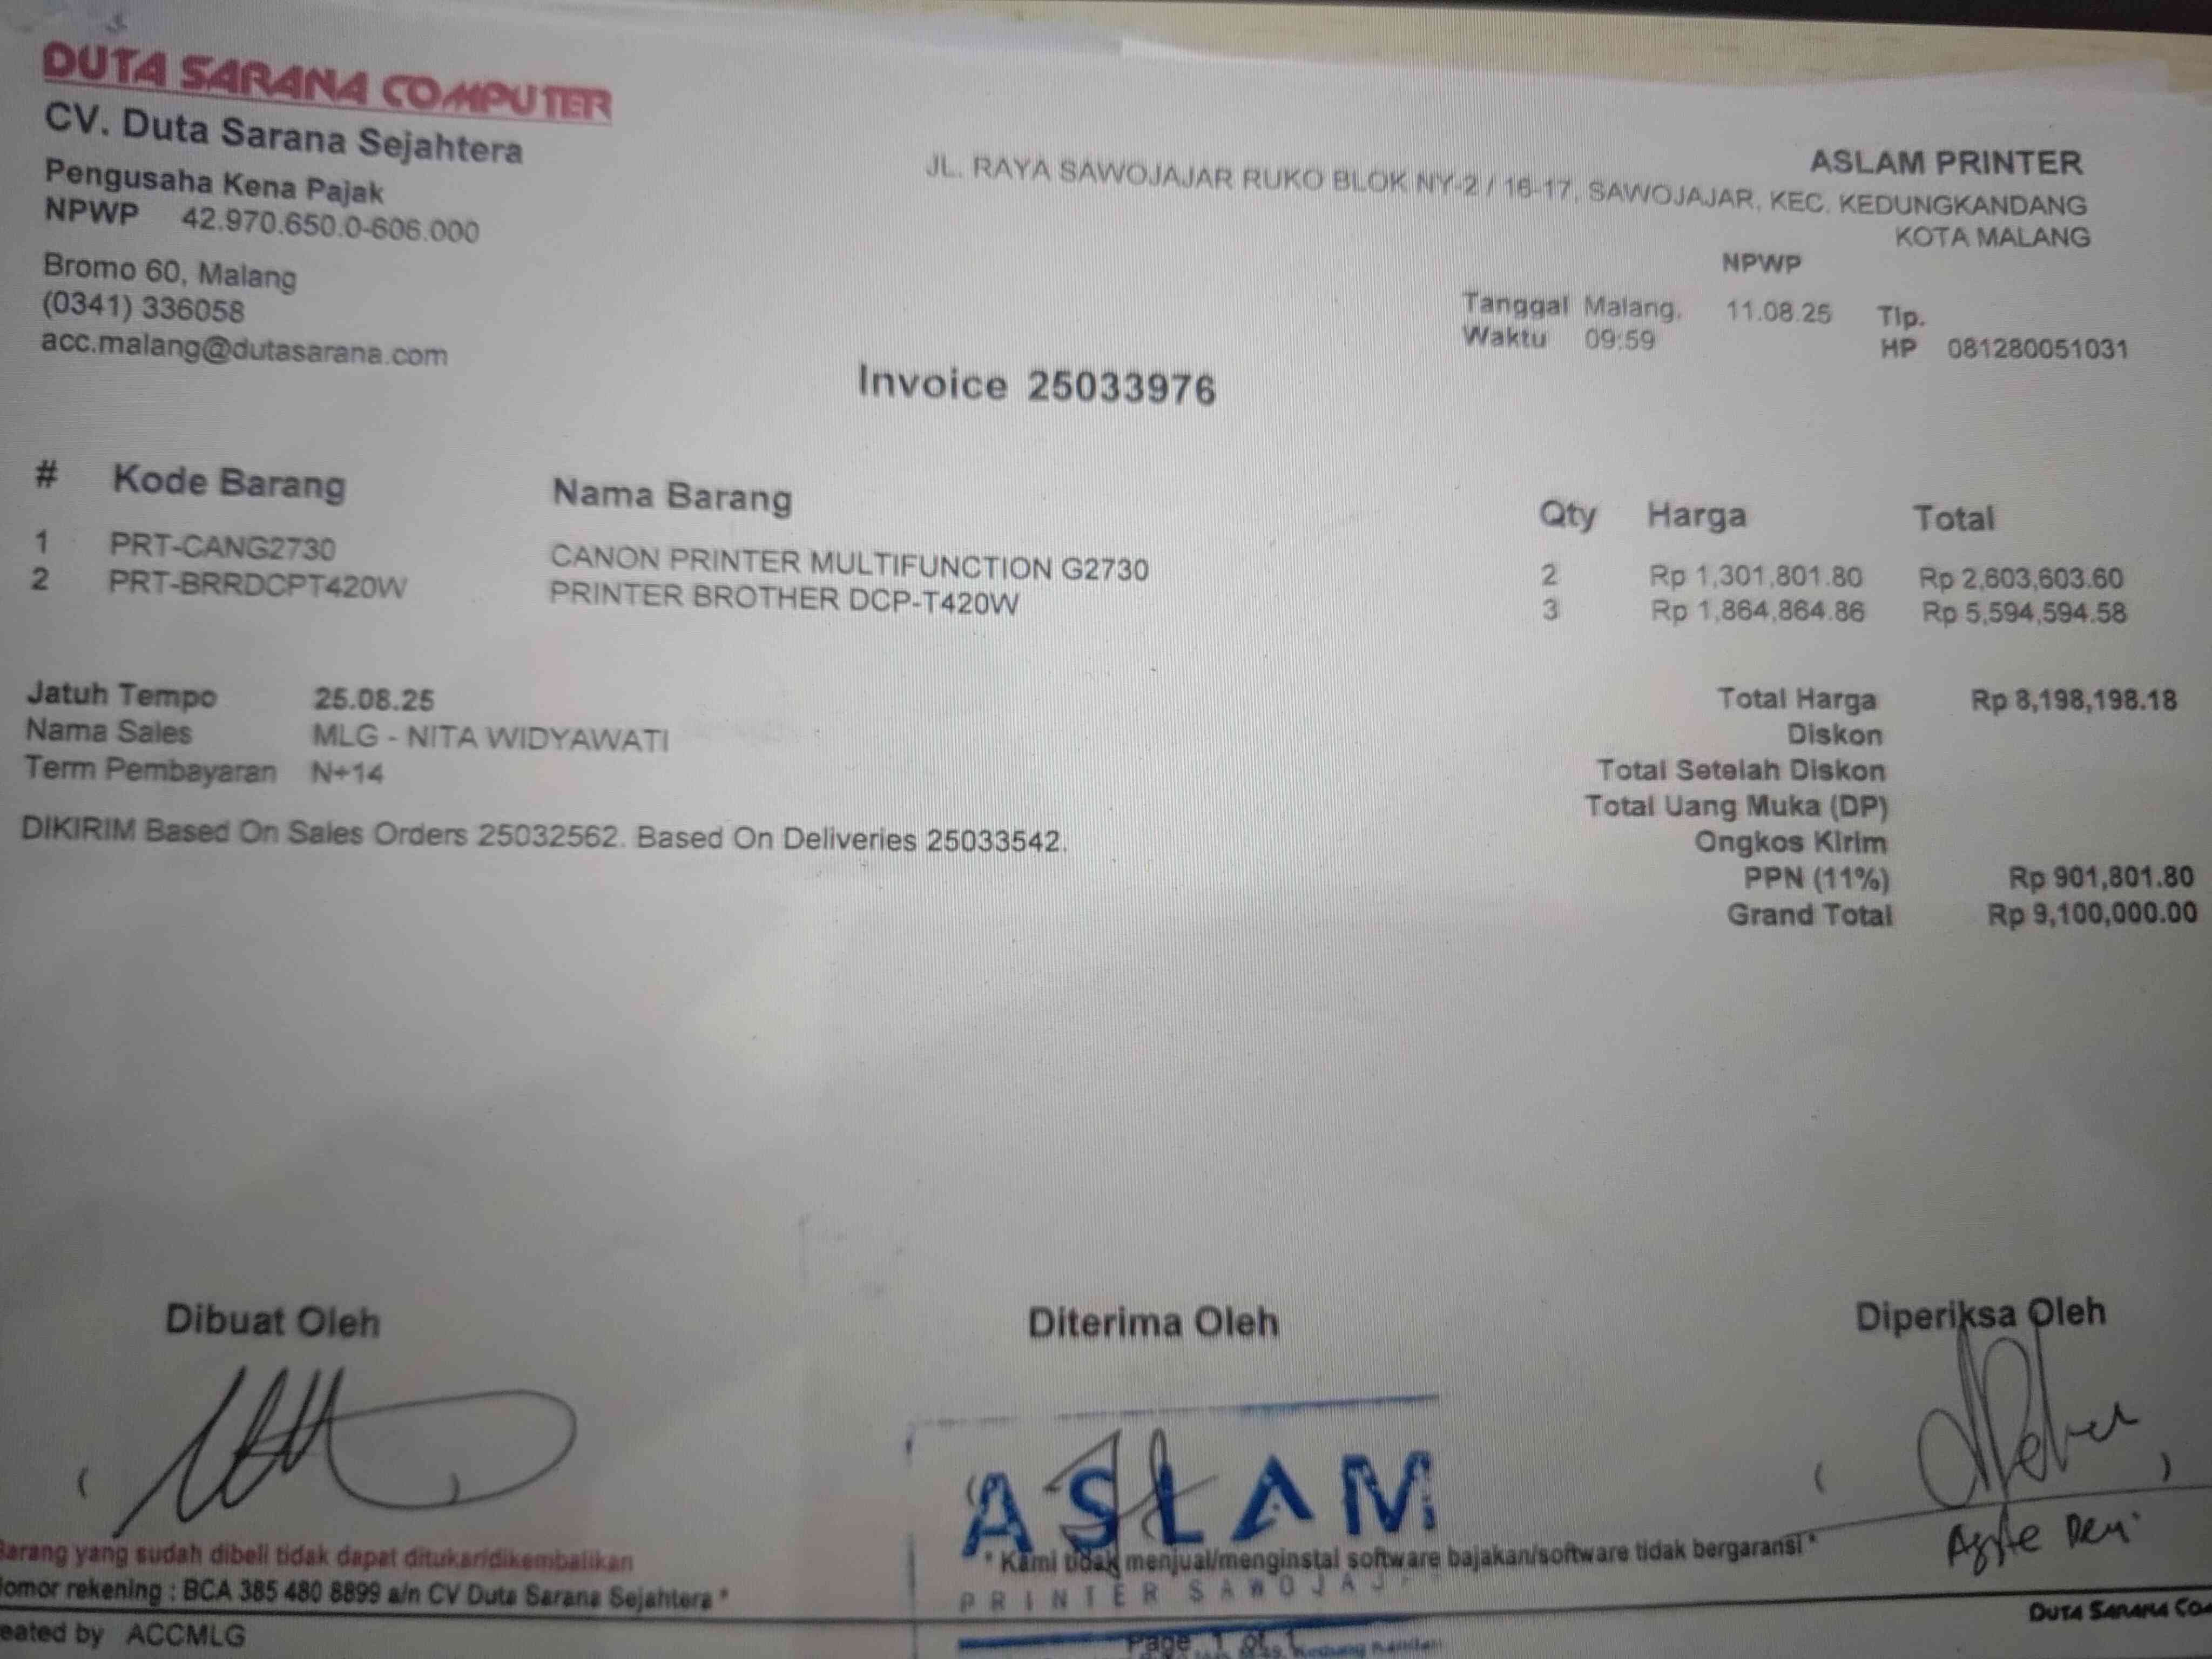 DUTA SARANA COMPUTER
CV. Duta Sarana Sejahtera
Pengusaha Kena Pajak
NPWP 42.970.650.0-606.000
Bromo 60, Malang
(0341) 336058
acc.malang@dutasarana.com
ASLAM PRINTER
JL. RAYA SAWOJAJAR RUKO BLOK NY-2 / 16-17, SAWOJAJAR, KEC. KEDUNGKANDANG
KOTA MALANG
NPWP
Tanggal Malang, 11.08.25 Tlp.
Waktu 09:59 HP 081280051031
Invoice 25033976
# Kode Barang Nama Barang Qty Harga Total
1 PRT-CANG2730 CANON PRINTER MULTIFUNCTION G2730 2 Rp 1,301,801.80 Rp 2,603,603.60
2 PRT-BRRDCPT420W PRINTER BROTHER DCP-T420W 3 Rp 1,864,864.86 Rp 5,594,594.58
Jatuh Tempo 25.08.25
Nama Sales MLG - NITA WIDYAWATI
Term Pembayaran N+14
DIKIRIM Based On Sales Orders 25032562. Based On Deliveries 25033542.
Total Harga Rp 8,198,198.18
Diskon
Total Setelah Diskon
Total Uang Muka (DP)
Ongkos Kirim
PPN (11%) Rp 901,801.80
Grand Total Rp 9,100,000.00
Dibuat Oleh Diterima Oleh Diperiksa Oleh
ASLAM
PRINTER SAWOJAJ
arang yang sudah dibeli tidak dapat ditukar/dikembalikan
* Kami tidak menjual/menginstal software bajakan/software tidak bergaransi *
omor rekening : BCA 385 480 8899 a/n CV Duta Sarana Sejahtera *
DUTA SARANA CO
eated by ACCMLG
Page 1 of 1